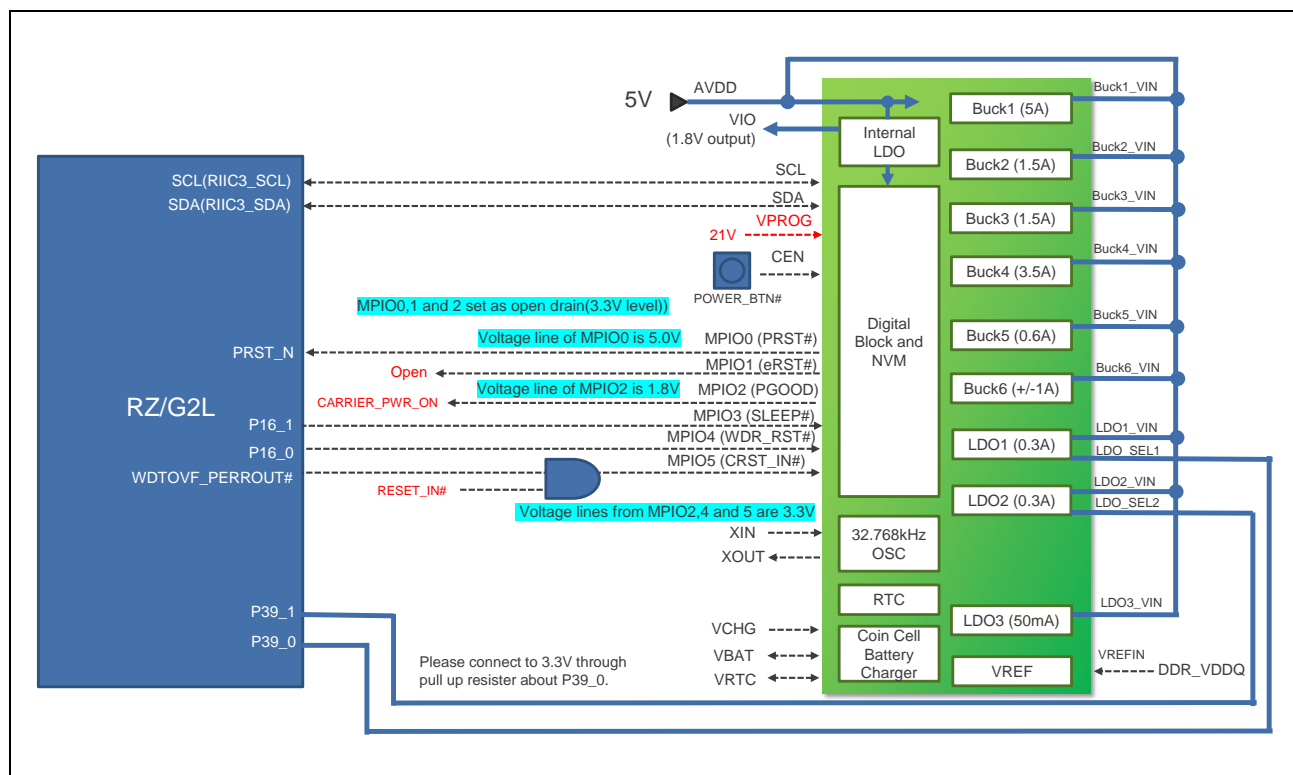 5V
AVDD
VIO
(1.8V output)
Internal
LDO
Buck1 (5A)
Buck1_VIN
Buck2 (1.5A)
Buck2_VIN
Buck3 (1.5A)
Buck3_VIN
Buck4 (3.5A)
Buck4_VIN
Buck5 (0.6A)
Buck5_VIN
Buck6 (+/-1A)
Buck6_VIN
LDO1 (0.3A)
LDO1_VIN
LDO_SEL1
LDO2 (0.3A)
LDO2_VIN
LDO_SEL2
LDO3 (50mA)
LDO3_VIN
VREF
VREFIN
DDR_VDDQ
SCL(RIIC3_SCL)
SCL
SDA(RIIC3_SDA)
SDA
VPROG
21V
CEN
POWER_BTN#
MPIO0,1 and 2 set as open drain(3.3V level))
Voltage line of MPIO0 is 5.0V
MPIO0 (PRST#)
PRST_N
MPIO1 (eRST#)
Open
Voltage line of MPIO2 is 1.8V
MPIO2 (PGOOD)
CARRIER_PWR_ON
RZ/G2L
MPIO3 (SLEEP#)
P16_1
MPIO4 (WDR_RST#)
P16_0
MPIO5 (CRST_IN#)
WDTOVF_PERROUT#
RESET_IN#
Voltage lines from MPIO2,4 and 5 are 3.3V
Digital
Block and
NVM
XIN
XOUT
32.768kHz
OSC
RTC
P39_1
P39_0
VCHG
VBAT
VRTC
Coin Cell
Battery
Charger
Please connect to 3.3V through
pull up resister about P39_0.